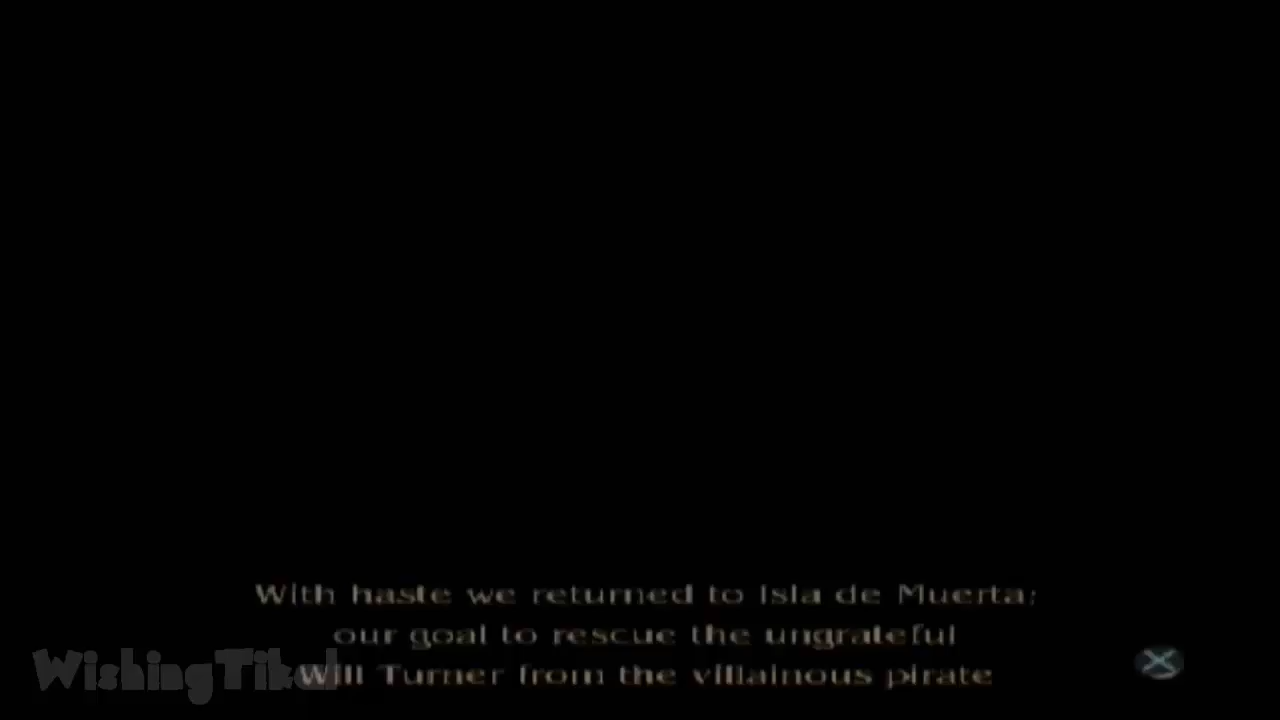 With haste we returned to Isla de Muerta;
our goal to rescue the ungrateful
Will Turner from the villainous pirate
WishingTikal